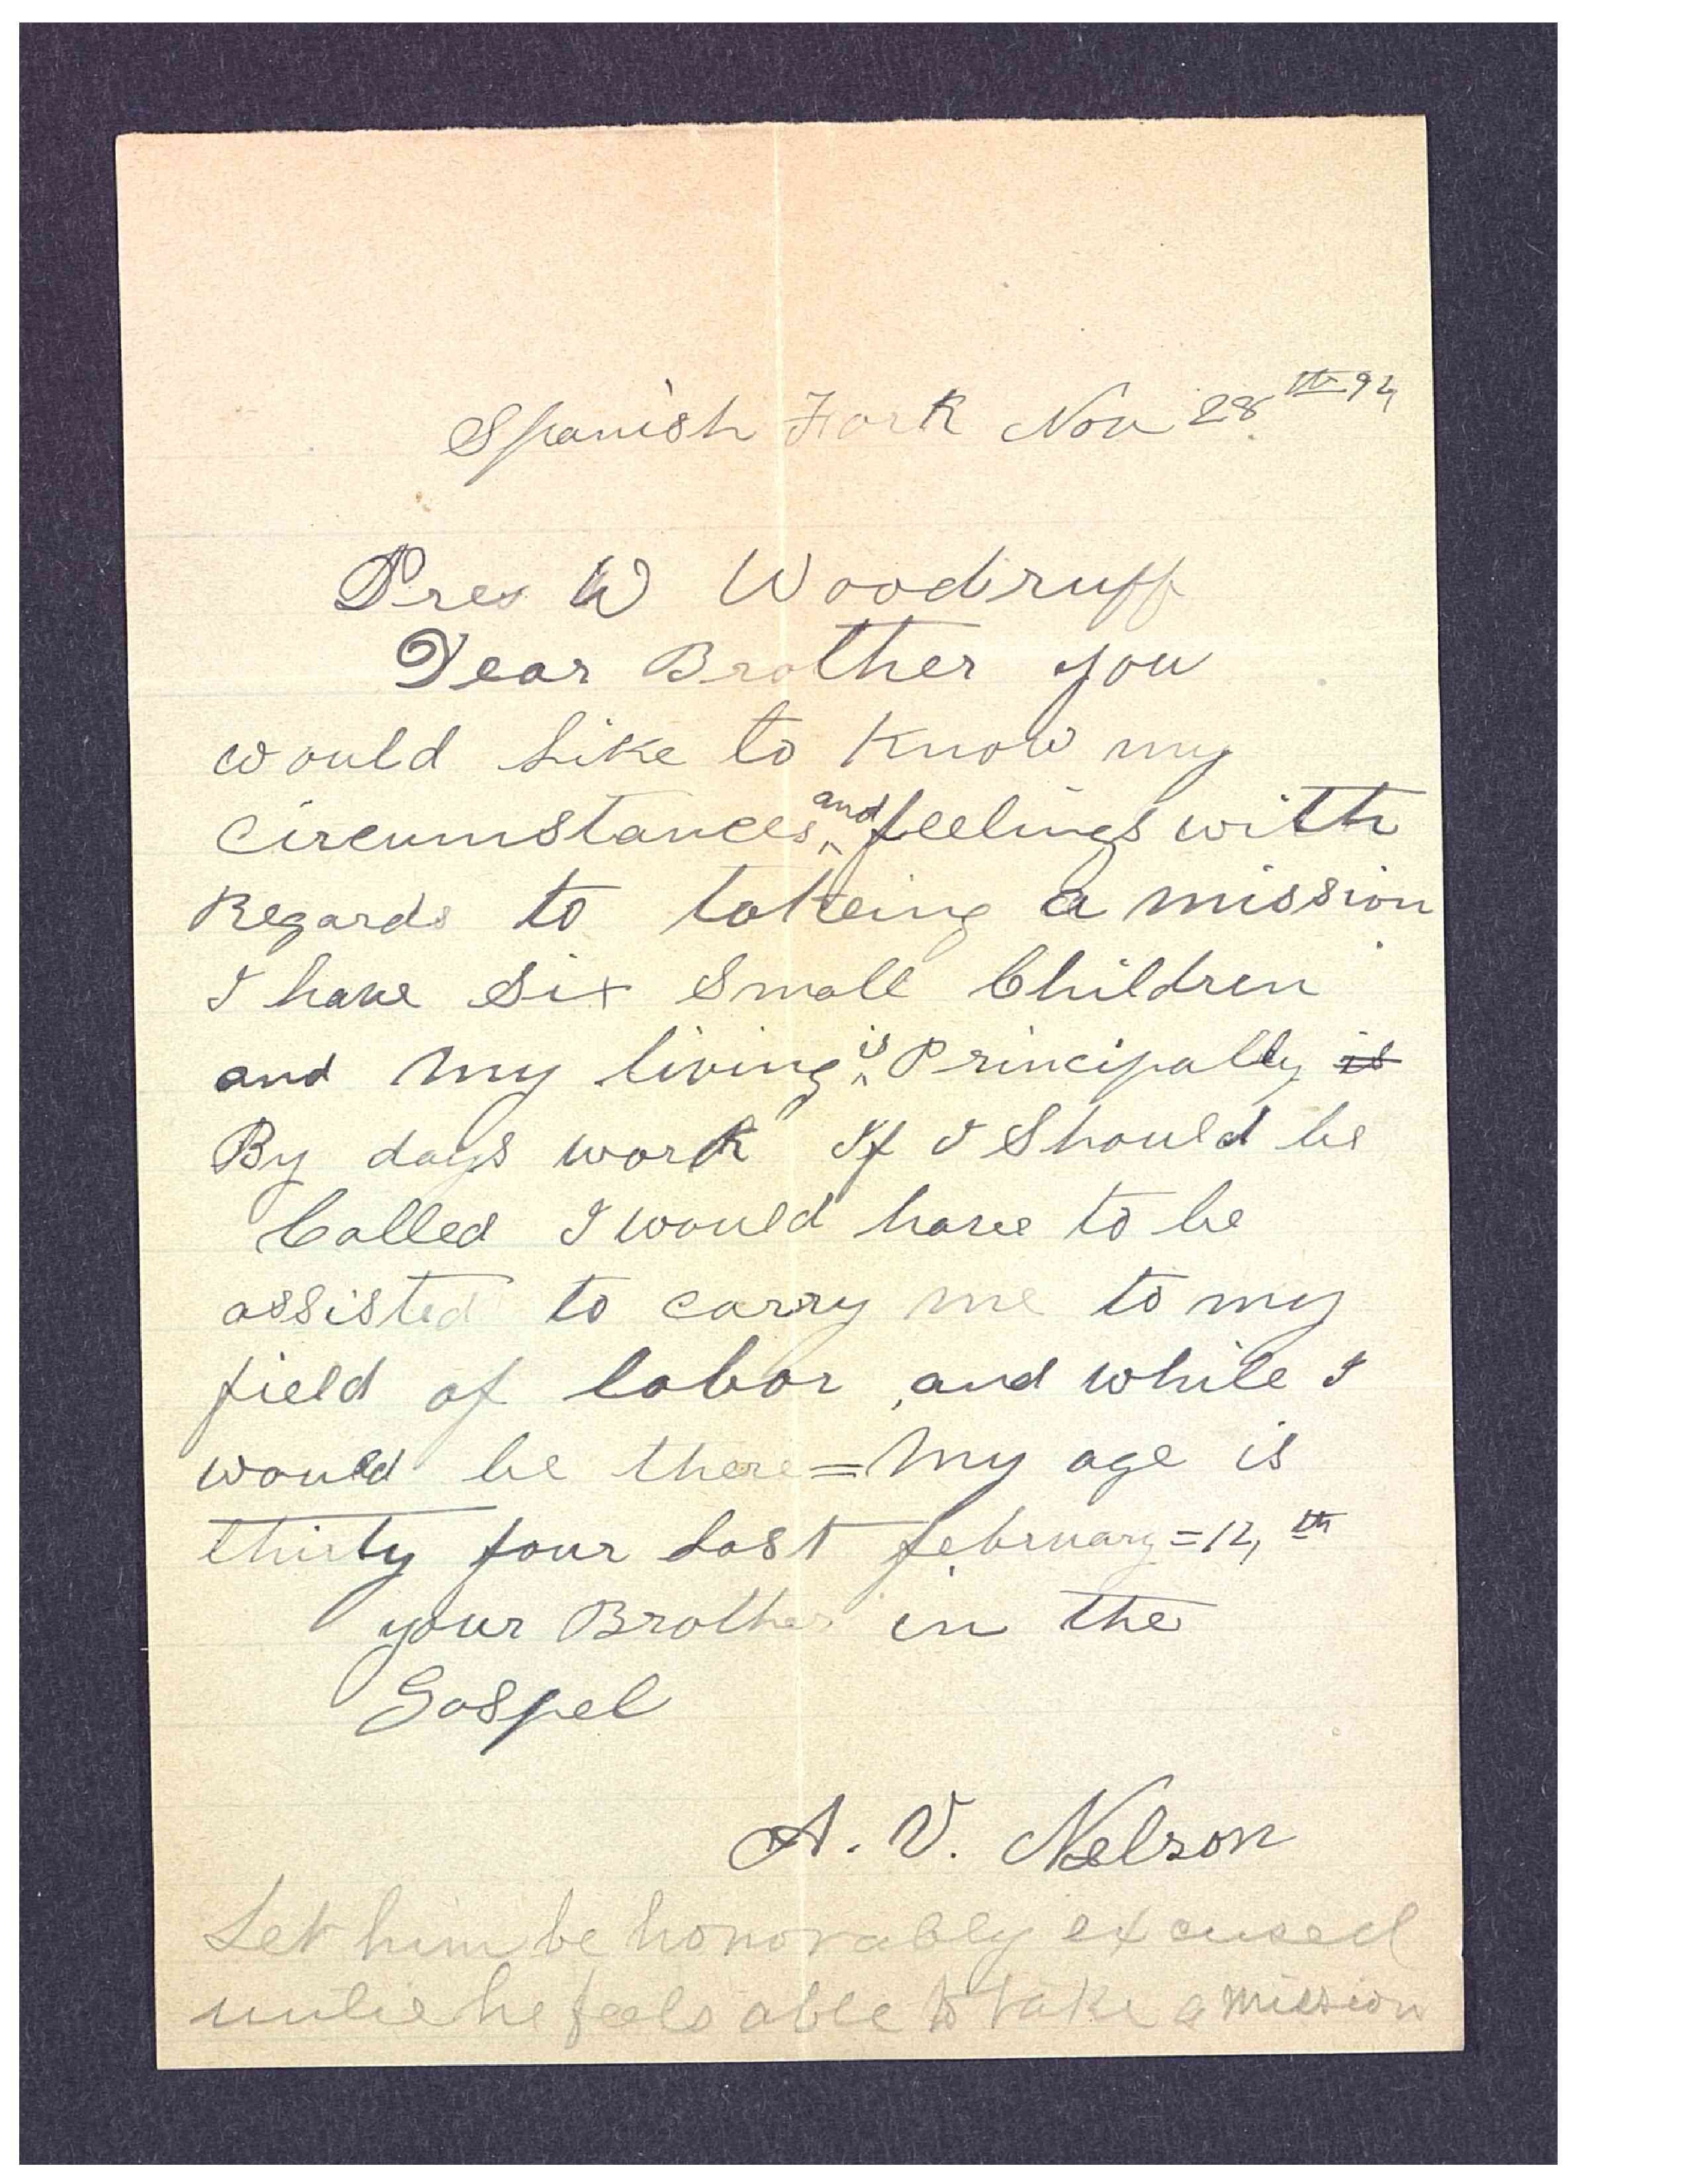 Spanish Fork Nov 28th 94
Pres W Woodruff
Dear Brother you
would Like to Know my
circumstances and feelings with
Regards to takeing a mission
I have six small Children
and my living is Principally is
By days work If I Should be
Called I would have to be
assisted to carry me to my
field of labor, and while I
would be there = My age is
thirty four Last february = 12, th
your Brother in the
Gospel
A. V. Nelson
Let him be honorably excused
untie he feels able to take a mission